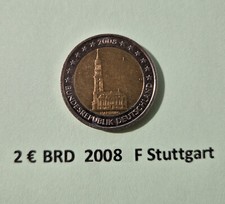 2008
BUNDESREPUBLIK DEUTSCHLAND
2 € BRD 2008 F Stuttgart